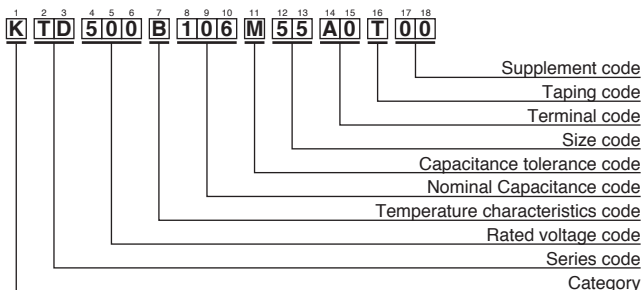 1 2 3 4 5 6 7 8 9 10 11 12 13 14 15 16 17 18
K T D 5 0 0 B 1 0 6 M 5 5 A 0 T 0 0
Supplement code
Taping code
Terminal code
Size code
Capacitance tolerance code
Nominal Capacitance code
Temperature characteristics code
Rated voltage code
Series code
Category